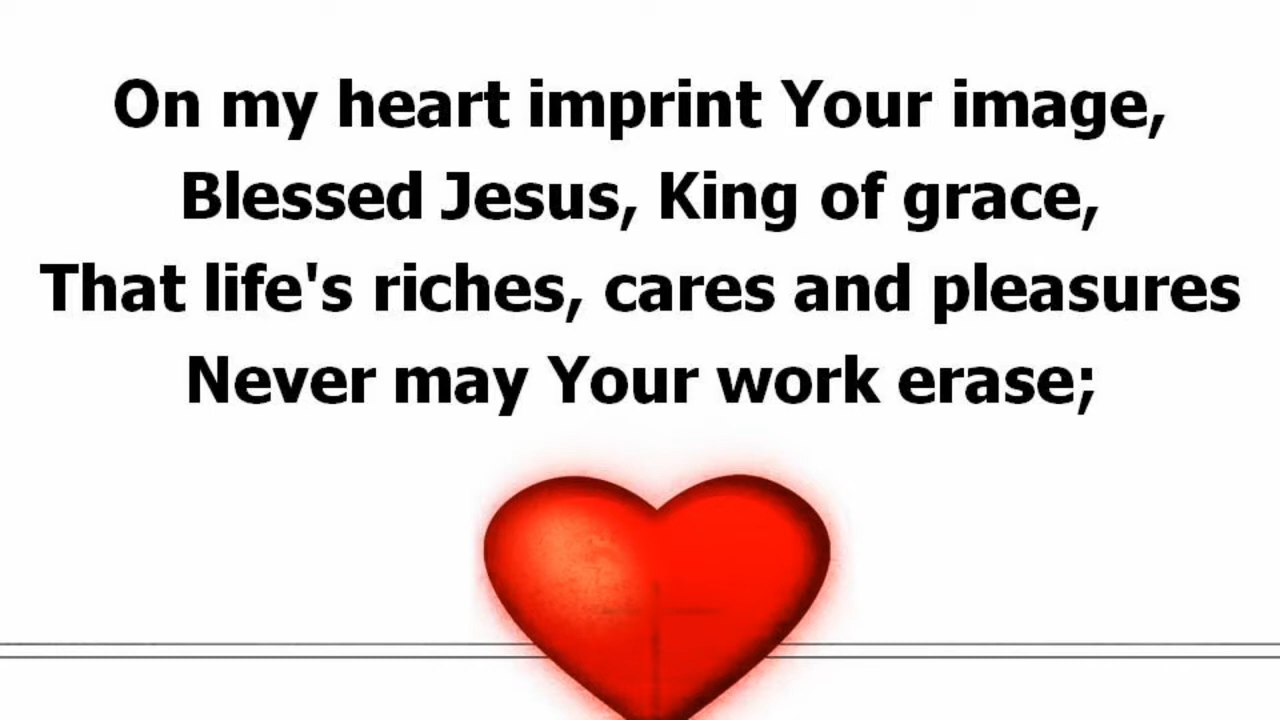 On my heart imprint Your image,
Blessed Jesus, King of grace,
That life's riches, cares and pleasures
Never may Your work erase;